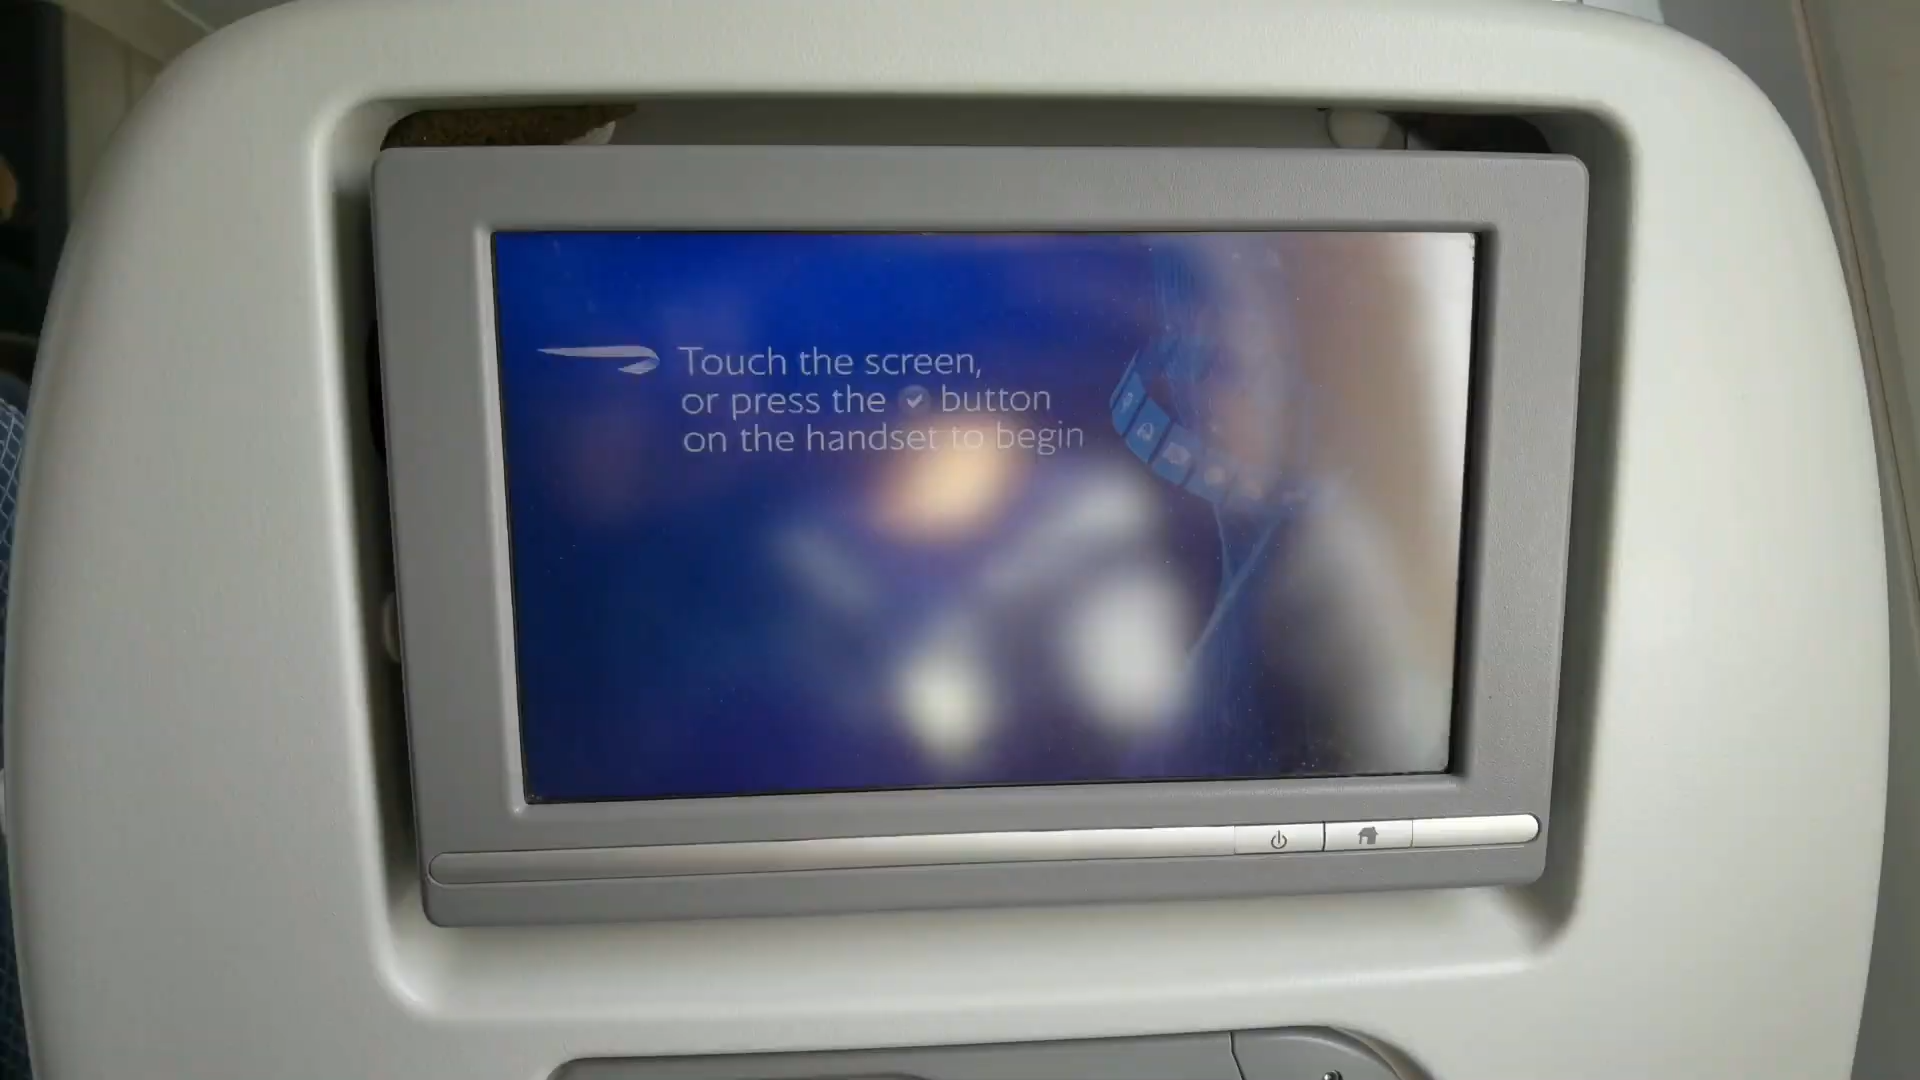 Touch the screen,
or press the ✓ button
on the handset to begin